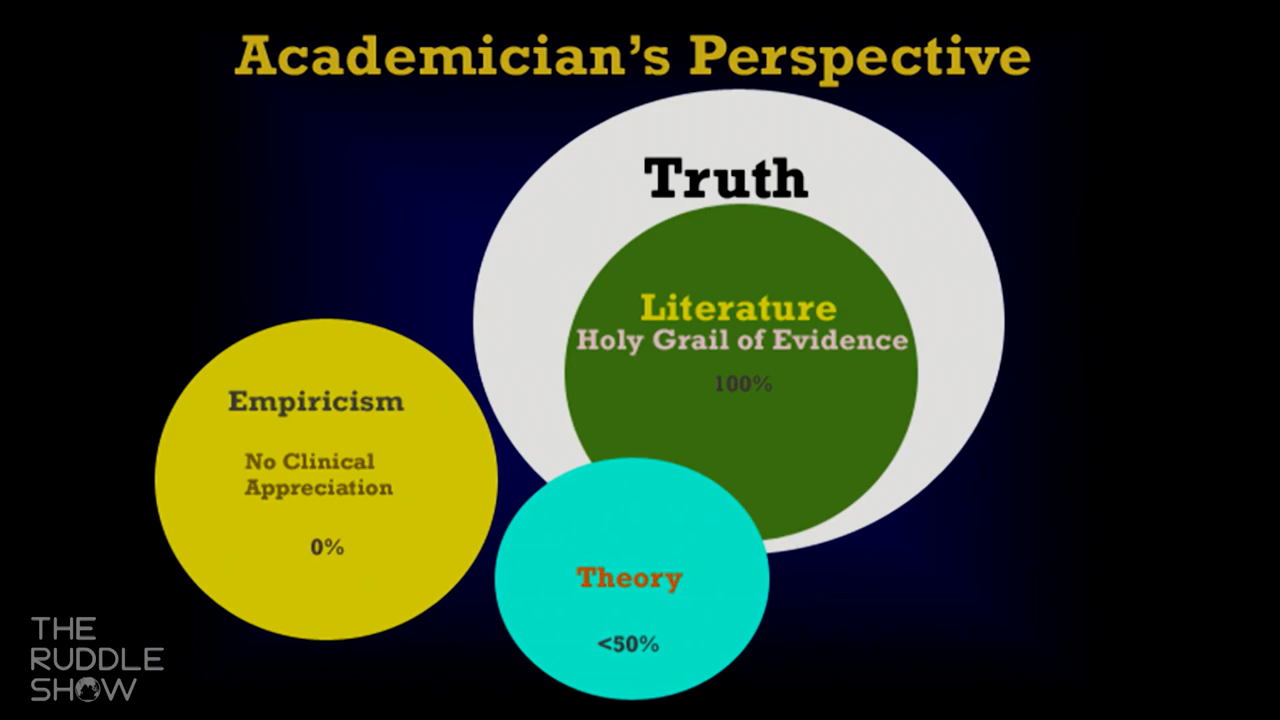 Academician's Perspective
Truth
Literature
Holy Grail of Evidence
100%
Empiricism
No Clinical
Appreciation
0%
Theory
<50%
THE
RUDDLE
SHOW